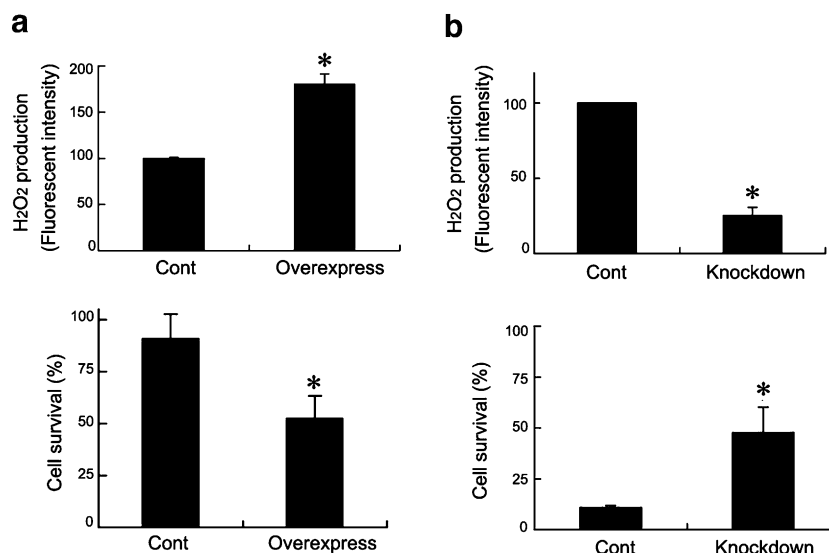 a
H2O2 production
(Fluorescent intensity)
200
150
100
50
0
*
Cont
Overexpress
Cell survival (%)
100
75
50
25
0
*
Cont
Overexpress
b
H2O2 production
(Fluorescent intensity)
100
50
0
*
Cont
Knockdown
Cell survival (%)
100
75
50
25
0
*
Cont
Knockdown